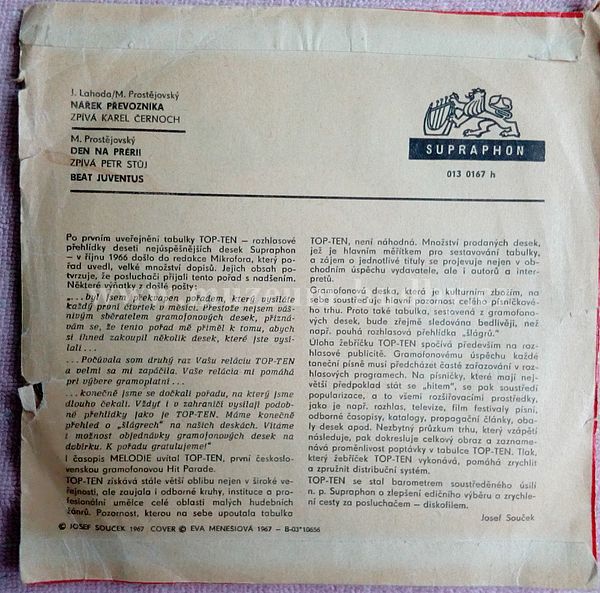 J. Lahoda/M. Prostějovský
NÁŘEK PŘEVOZNÍKA
ZPÍVÁ KAREL ČERNOCH
M. Prostějovský
DEN NA PRÉRII
ZPÍVÁ PETR STÚJ
BEAT JUVENTUS
SUPRAPHON
013 0167 h
Po prvním uveřejnění tabulky TOP-TEN – rozhlasové
přehlídky deseti nejúspěšnějších desek Supraphon
– v říjnu 1966 došlo do redakce Mikrofora, který po-
řad uvedl, velké množství dopisů. Jejich obsah po-
tvrzuje, že posluchači přijali tento pořad s nadšením.
Některé citáty z došlé pošty:
„...byl jsem překvapen pořadem, který vysíláte
každý první čtvrtek v měsíci. Přestože nejsem váš-
nivým sběratelem gramofonových desek, přizná-
vám se, že tento pořad mě přiměl k tomu, abych
si ihned zakoupil několik desek, které jste vysí-
lali...
...Počúvala som druhý raz Vašu reláciu TOP-TEN
a velmi sa mi zapáčila. Vaše relácia mi pomáhá
pri výbere gramoplatní...
...konečně jsme se dočkali pořadu, na který jsme
dlouho čekali. Vždyť i v zahraničí vysílají podob-
né přehlídky jako je TOP-TEN. Máme konečně
přehled o „šlágrech“ na našich deskách. Vítáme
i možnost objednávky gramofonových desek na
dobírku. K pořadu gratulujeme!“
I časopis MELODIE uvítal TOP-TEN, první českoslo-
venskou gramofonovou Hit Parade.
TOP-TEN získává stále větší oblibu nejen v široké ve-
řejnosti, ale zaujala i odborné kruhy, instituce a pro-
fesionální umělce celé oblasti malých hudebních
žánrů. Pozornost, kterou na sebe upoutala tabulka
TOP-TEN, není náhodná. Množství prodaných desek,
jež je hlavním měřítkem pro sestavování tabulky,
a zájem o jednotlivé tituly se projevuje nejen v ob-
chodním úspěchu vydavatele, ale i autorů a inter-
pretů.
Gramofonová deska, která je kulturním zbožím, na
sebe soustřeďuje hlavní pozornost celého písničkové-
ho trhu. Proto také tabulka, sestavená z gramofono-
vých desek, bude zřejmě sledována bedlivěji, než
např. pouhá rozhlasová přehlídka „šlágrů.“
Úloha žebříčku TOP-TEN spočívá především na roz-
hlasové publicitě. Gramofonovému úspěchu každé
taneční písně musí předcházet časté zařazování v roz-
hlasových programech. Na písničky, které mají nej-
větší předpoklad stát se „hitem“, se pak soustředí
popularizace, a to všemi rozšiřovacími prostředky,
jako je např. rozhlas, televize, film festivaly písní,
odborné časopisy, katalogy, propagační články, oba-
ly desek apod. Nezbytný průzkum trhu, který vzápětí
následuje, pak dokresluje celkový obraz a zazname-
nává proměnlivost poptávky v tabulce TOP-TEN. Tlak,
který žebříček TOP-TEN vykonává, pomáhá zrychlit
a zpružnit distribuční systém.
TOP-TEN se stal barometrem soustředěného úsilí
n. p. Supraphon o zlepšení edičního výběru a zrychle-
ní cesty za posluchačem – diskofilem.
Josef Souček
© JOSEF SOUČEK 1967 COVER © EVA MENEŠIOVÁ 1967 – B-03*10656